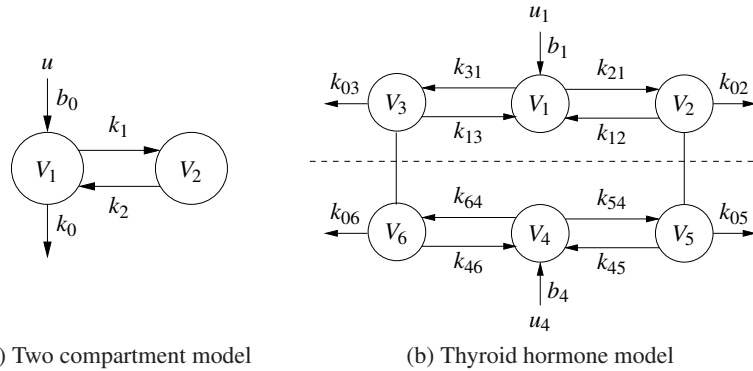 u
b0
k1
V1
V2
k2
k0
) Two compartment model
u1
b1
k03
k31
k21
k02
V3
V1
V2
k13
k12
k06
k64
k54
k05
V6
V4
V5
k46
k45
b4
u4
(b) Thyroid hormone model